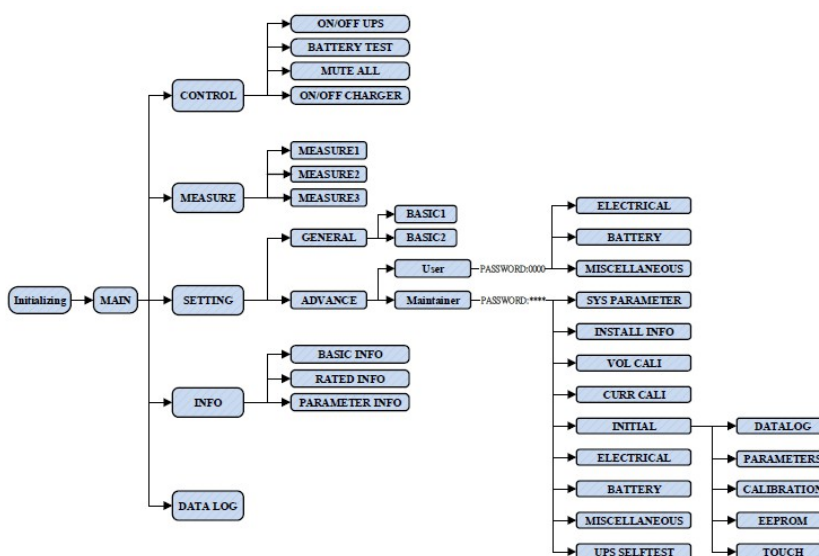 ON/OFF UPS
BATTERY TEST
MUTE ALL
CONTROL
ON/OFF CHARGER
MEASURE1
MEASURE2
MEASURE
MEASURE3
BASIC1
GENERAL
BASIC2
ELECTRICAL
BATTERY
User
PASSWORD:0000
MISCELLANEOUS
Initializing
MAIN
SETTING
ADVANCE
Maintainer
PASSWORD:****
SYS PARAMETER
INSTALL INFO
BASIC INFO
VOL CALI
RATED INFO
CURR CALI
INFO
PARAMETER INFO
INITIAL
DATALOG
ELECTRICAL
PARAMETERS
BATTERY
CALIBRATION
DATA LOG
MISCELLANEOUS
EEPROM
UPS SELFTEST
TOUCH